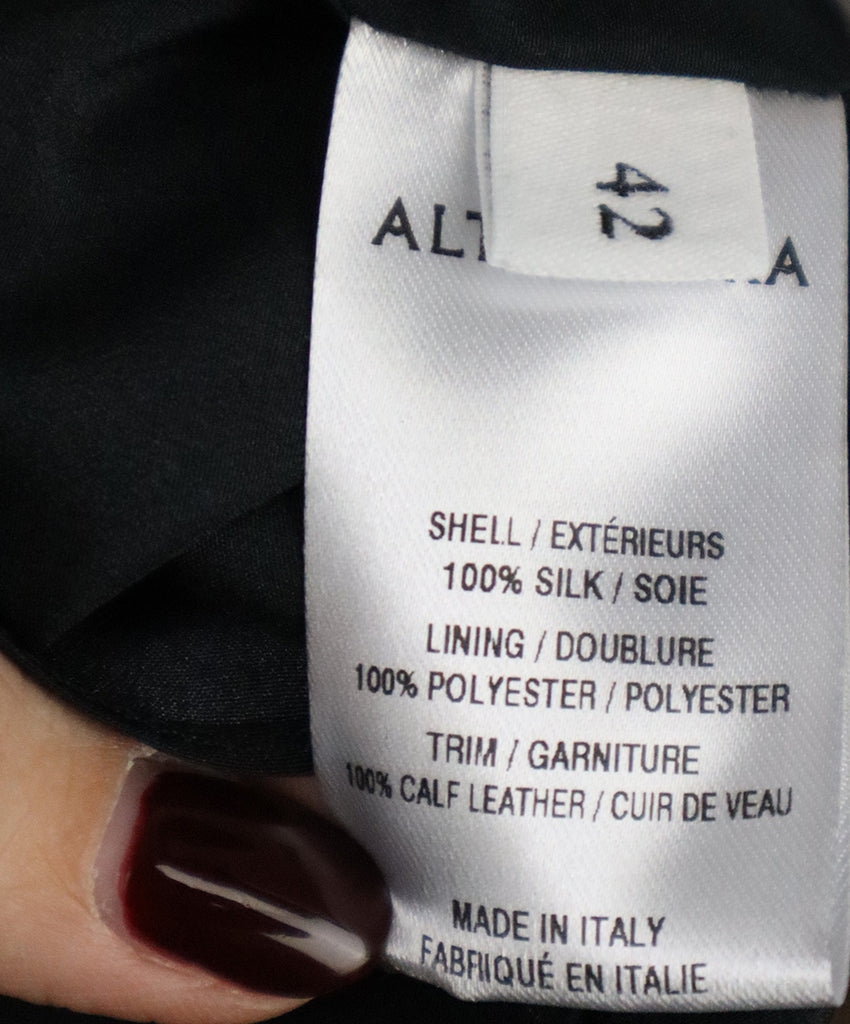 42
SHELL / EXTÉRIEURS
100% SILK / SOIE
LINING / DOUBLURE
100% POLYESTER / POLYESTER
TRIM / GARNITURE
100% CALF LEATHER / CUIR DE VEAU
MADE IN ITALY
FABRIQUÉ EN ITALIE